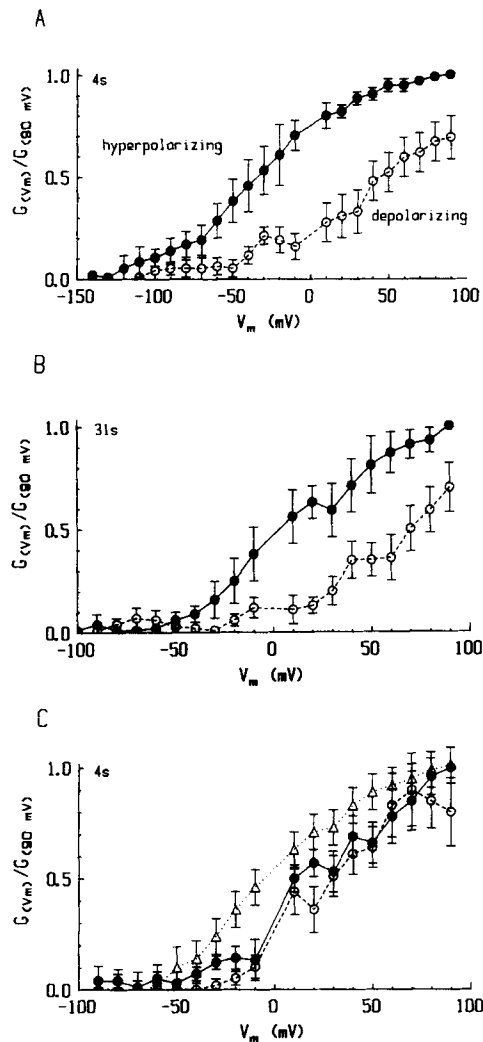 A
4s
hyperpolarizing
depolarizing
G(Vm)/G(90 mV)
1.0
0.5
0.0
-150 -100 -50 0 50 100
Vm (mV)
B
31s
G(Vm)/G(90 mV)
1.0
0.5
0.0
-100 -50 0 50 100
Vm (mV)
C
4s
G(Vm)/G(90 mV)
1.0
0.5
0.0
-100 -50 0 50 100
Vm (mV)